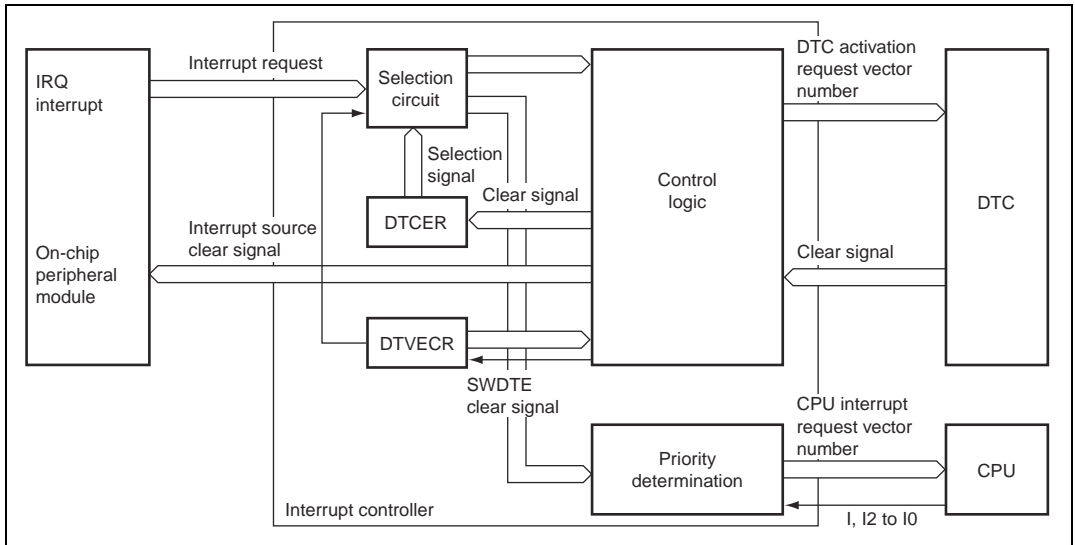 IRQ
interrupt
On-chip
peripheral
module
Interrupt request
Selection
circuit
Selection
signal
DTCER
Clear signal
Interrupt source
clear signal
DTVECR
SWDTE
clear signal
Control
logic
DTC activation
request vector
number
DTC
Clear signal
Priority
determination
CPU interrupt
request vector
number
CPU
I, I2 to I0
Interrupt controller